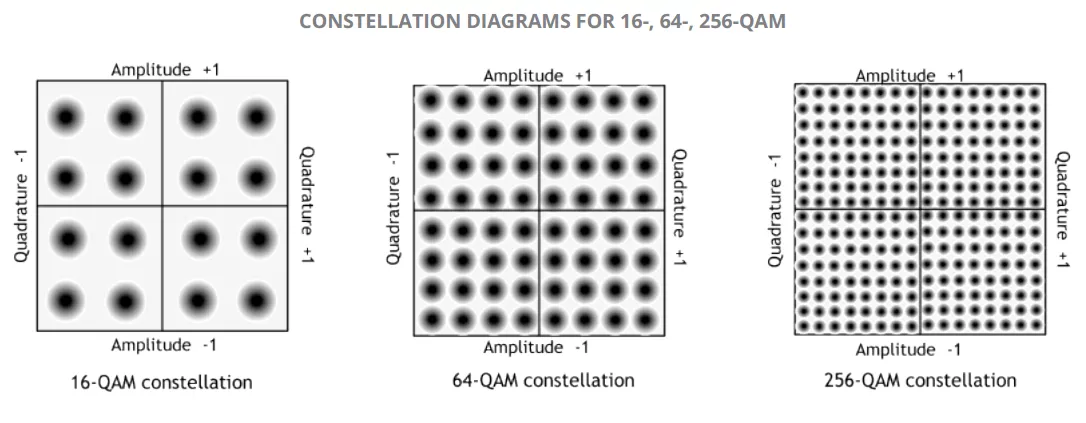 CONSTELLATION DIAGRAMS FOR 16-, 64-, 256-QAM
Amplitude +1
Quadrature -1
Quadrature +1
Amplitude -1
16-QAM constellation
Amplitude +1
Quadrature -1
Quadrature +1
Amplitude -1
64-QAM constellation
Amplitude +1
Quadrature -1
Quadrature +1
Amplitude -1
256-QAM constellation